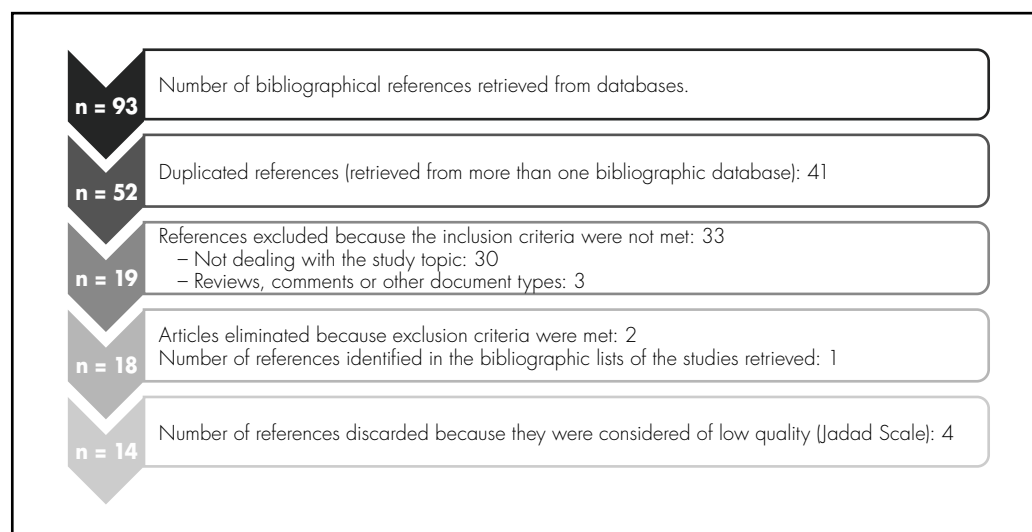 n = 93
Number of bibliographical references retrieved from databases.
n = 52
Duplicated references (retrieved from more than one bibliographic database): 41
n = 19
References excluded because the inclusion criteria were not met: 33
– Not dealing with the study topic: 30
– Reviews, comments or other document types: 3
n = 18
Articles eliminated because exclusion criteria were met: 2
Number of references identified in the bibliographic lists of the studies retrieved: 1
n = 14
Number of references discarded because they were considered of low quality (Jadad Scale): 4